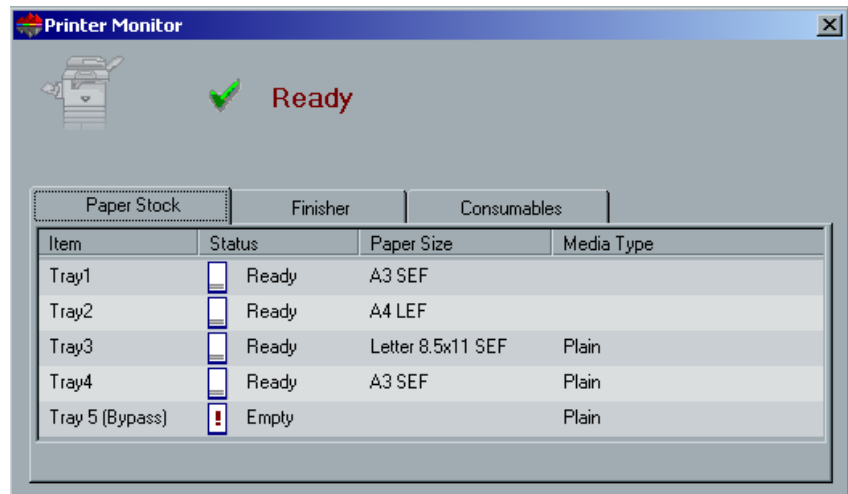 Printer Monitor
Ready
Paper Stock Finisher Consumables
Item Status Paper Size Media Type
Tray1 Ready A3 SEF
Tray2 Ready A4 LEF
Tray3 Ready Letter 8.5x11 SEF Plain
Tray4 Ready A3 SEF Plain
Tray 5 (Bypass) ! Empty Plain